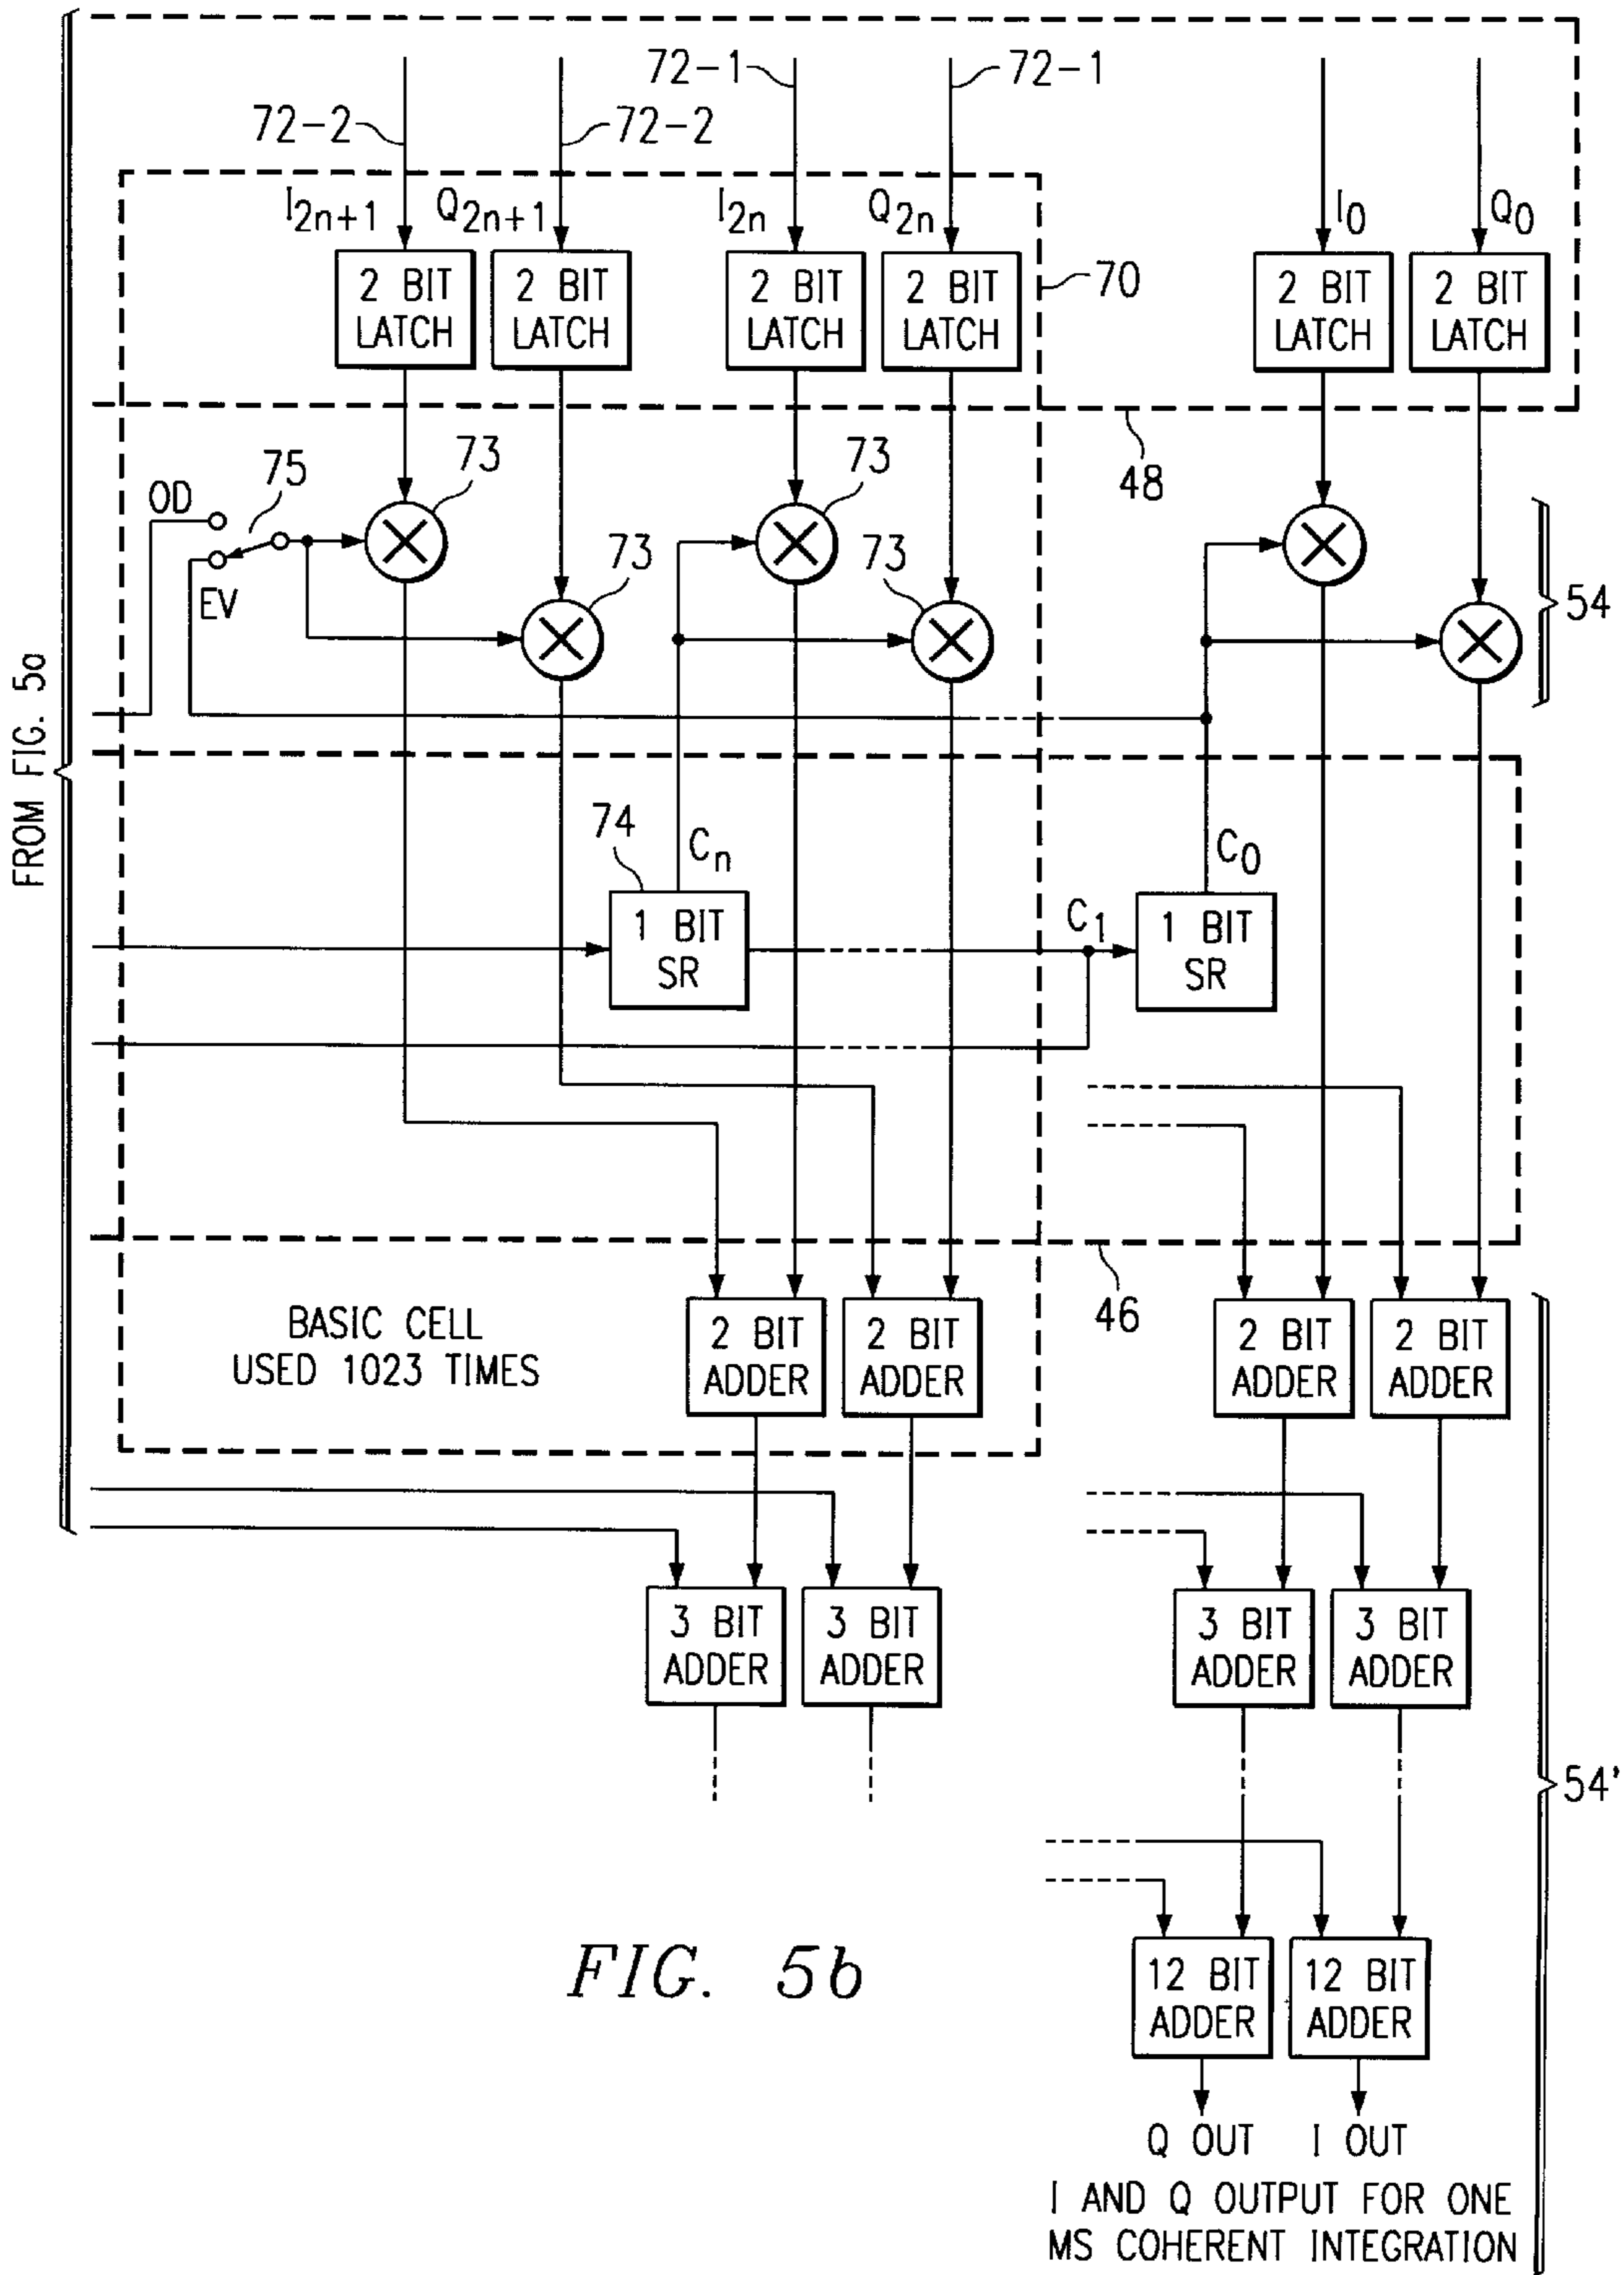 72-1
72-1
72-2
72-2
I2n+1
Q2n+1
I2n
Q2n
I0
Q0
2 BIT
LATCH
2 BIT
LATCH
2 BIT
LATCH
2 BIT
LATCH
70
2 BIT
LATCH
2 BIT
LATCH
48
OD
75
73
73
73
73
EV
54
FROM FIG. 5a
74
Cn
C0
1 BIT
SR
C1
1 BIT
SR
46
BASIC CELL
USED 1023 TIMES
2 BIT
ADDER
2 BIT
ADDER
2 BIT
ADDER
2 BIT
ADDER
3 BIT
ADDER
3 BIT
ADDER
3 BIT
ADDER
3 BIT
ADDER
54'
12 BIT
ADDER
12 BIT
ADDER
FIG. 5b
Q OUT
I OUT
I AND Q OUTPUT FOR ONE
MS COHERENT INTEGRATION